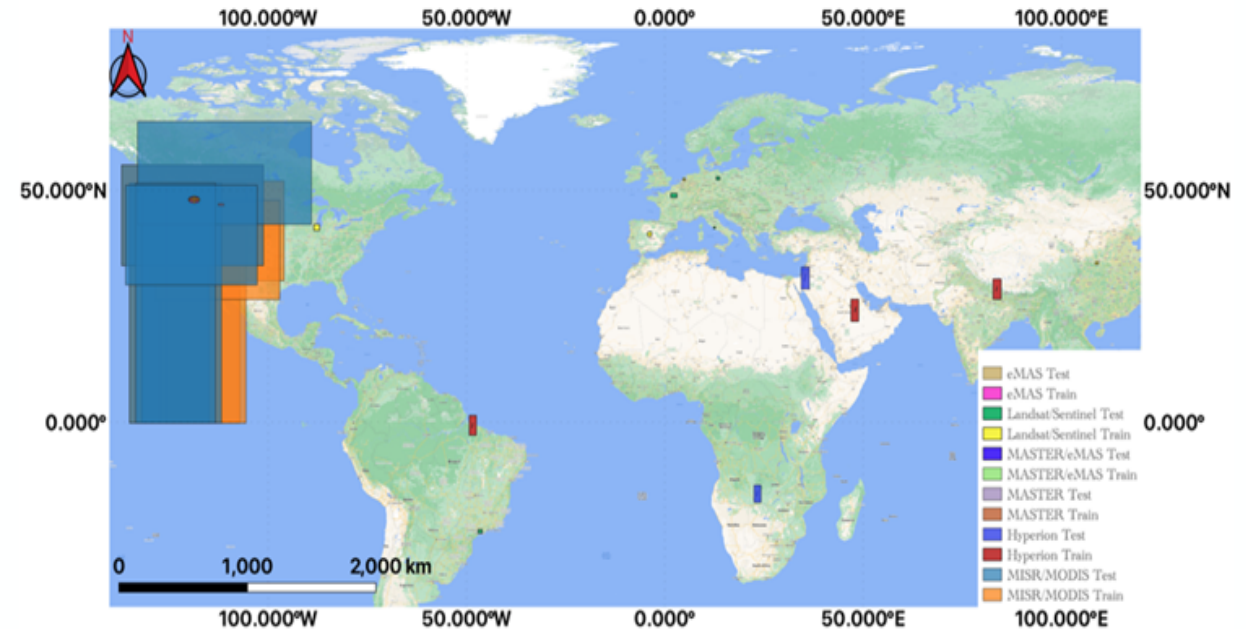 100.000°W 50.000°W 0.000° 50.000°E 100.000°E
N
50.000°N 50.000°N
0.000° 0.000°
eMAS Test
eMAS Train
Landsat/Sentinel Test
Landsat/Sentinel Train
MASTER/eMAS Test
MASTER/eMAS Train
MASTER Test
MASTER Train
Hyperion Test
Hyperion Train
MISR/MODIS Test
MISR/MODIS Train
0 1,000 2,000 km
100.000°W 50.000°W 0.000° 50.000°E 100.000°E